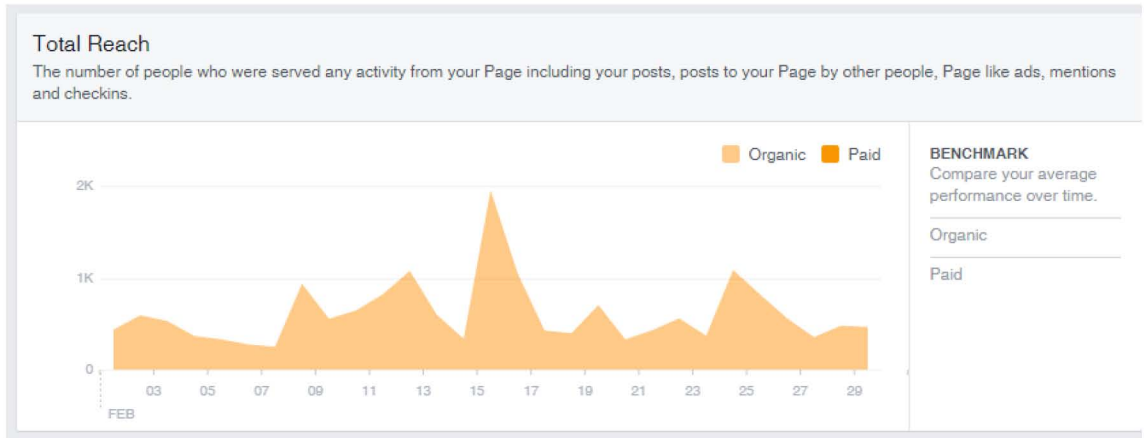 Total Reach
The number of people who were served any activity from your Page including your posts, posts to your Page by other people, Page like ads, mentions
and checkins.
Organic Paid
BENCHMARK
Compare your average
performance over time.
Organic
Paid
2K
1K
0
03 05 07 09 11 13 15 17 19 21 23 25 27 29
FEB